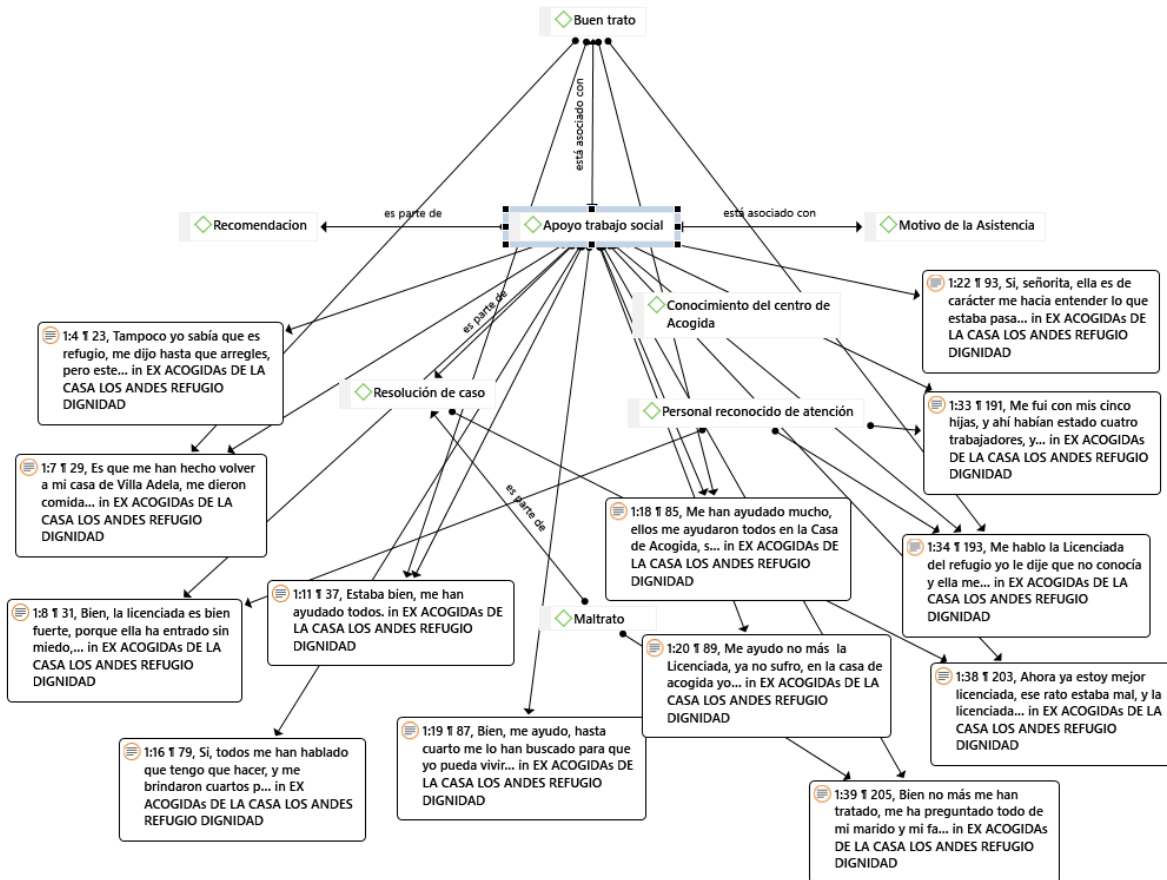 Buen trato
está asociado con
Recomendacion
es parte de
Apoyo trabajo social
está asociado con
Motivo de la Asistencia
1:22 ¶ 93, Si, señorita, ella es de
carácter me hacia entender lo que
estaba pasa... in EX ACOGIDAs DE
LA CASA LOS ANDES REFUGIO
DIGNIDAD
Conocimiento del centro de
Acogida
es parte de
1:4 ¶ 23, Tampoco yo sabía que es
refugio, me dijo hasta que arregles,
pero este... in EX ACOGIDAs DE LA
CASA LOS ANDES REFUGIO
DIGNIDAD
Resolución de caso
Personal reconocido de atención
1:33 ¶ 191, Me fui con mis cinco
hijas, y ahí habían estado cuatro
trabajadores, y... in EX ACOGIDAs
DE LA CASA LOS ANDES REFUGIO
DIGNIDAD
1:7 ¶ 29, Es que me han hecho volver
a mi casa de Villa Adela, me dieron
comida... in EX ACOGIDAs DE LA
CASA LOS ANDES REFUGIO
DIGNIDAD
es parte de
1:18 ¶ 85, Me han ayudado mucho,
ellos me ayudaron todos en la Casa
de Acogida, s... in EX ACOGIDAs DE
LA CASA LOS ANDES REFUGIO
DIGNIDAD
1:34 ¶ 193, Me hablo la Licenciada
del refugio yo le dije que no conocía
y ella me... in EX ACOGIDAs DE LA
CASA LOS ANDES REFUGIO
DIGNIDAD
1:8 ¶ 31, Bien, la licenciada es bien
fuerte, porque ella ha entrado sin
miedo,... in EX ACOGIDAs DE LA
CASA LOS ANDES REFUGIO
DIGNIDAD
1:11 ¶ 37, Estaba bien, me han
ayudado todos. in EX ACOGIDAs DE
LA CASA LOS ANDES REFUGIO
DIGNIDAD
Maltrato
1:20 ¶ 89, Me ayudo no más la
Licenciada, ya no sufro, en la casa de
acogida yo... in EX ACOGIDAs DE LA
CASA LOS ANDES REFUGIO
DIGNIDAD
1:38 ¶ 203, Ahora ya estoy mejor
licenciada, ese rato estaba mal, y la
licenciada... in EX ACOGIDAs DE LA
CASA LOS ANDES REFUGIO
DIGNIDAD
1:16 ¶ 79, Si, todos me han hablado
que tengo que hacer, y me
brindaron cuartos p... in EX
ACOGIDAs DE LA CASA LOS ANDES
REFUGIO DIGNIDAD
1:19 ¶ 87, Bien, me ayudo, hasta
cuarto me lo han buscado para que
yo pueda vivir... in EX ACOGIDAs DE
LA CASA LOS ANDES REFUGIO
DIGNIDAD
1:39 ¶ 205, Bien no más me han
tratado, me ha preguntado todo de
mi marido y mi fa... in EX ACOGIDAs
DE LA CASA LOS ANDES REFUGIO
DIGNIDAD